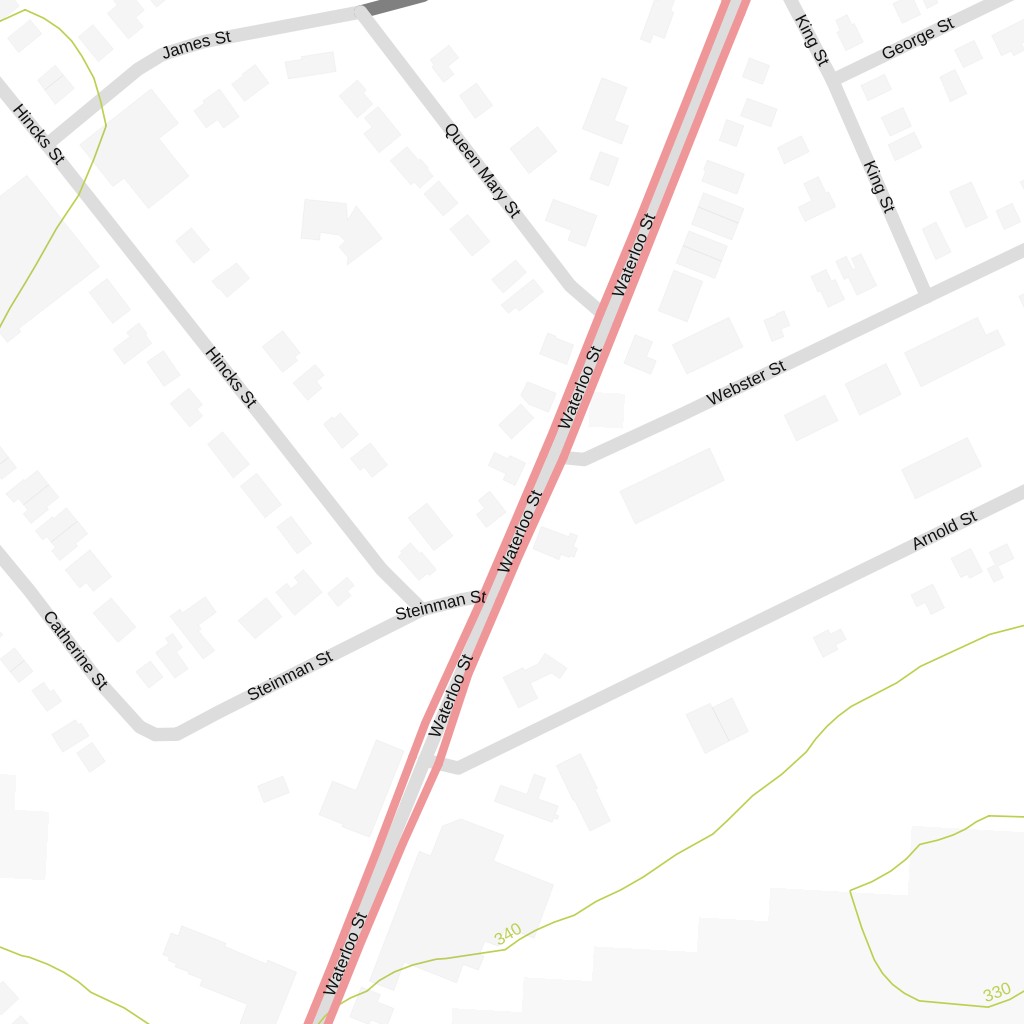 King St
George St
James St
Hincks St
Queen Mary St
King St
Waterloo St
Hincks St
Waterloo St
Webster St
Waterloo St
Arnold St
Steinman St
Catherine St
Steinman St
Waterloo St
Waterloo St
340
330